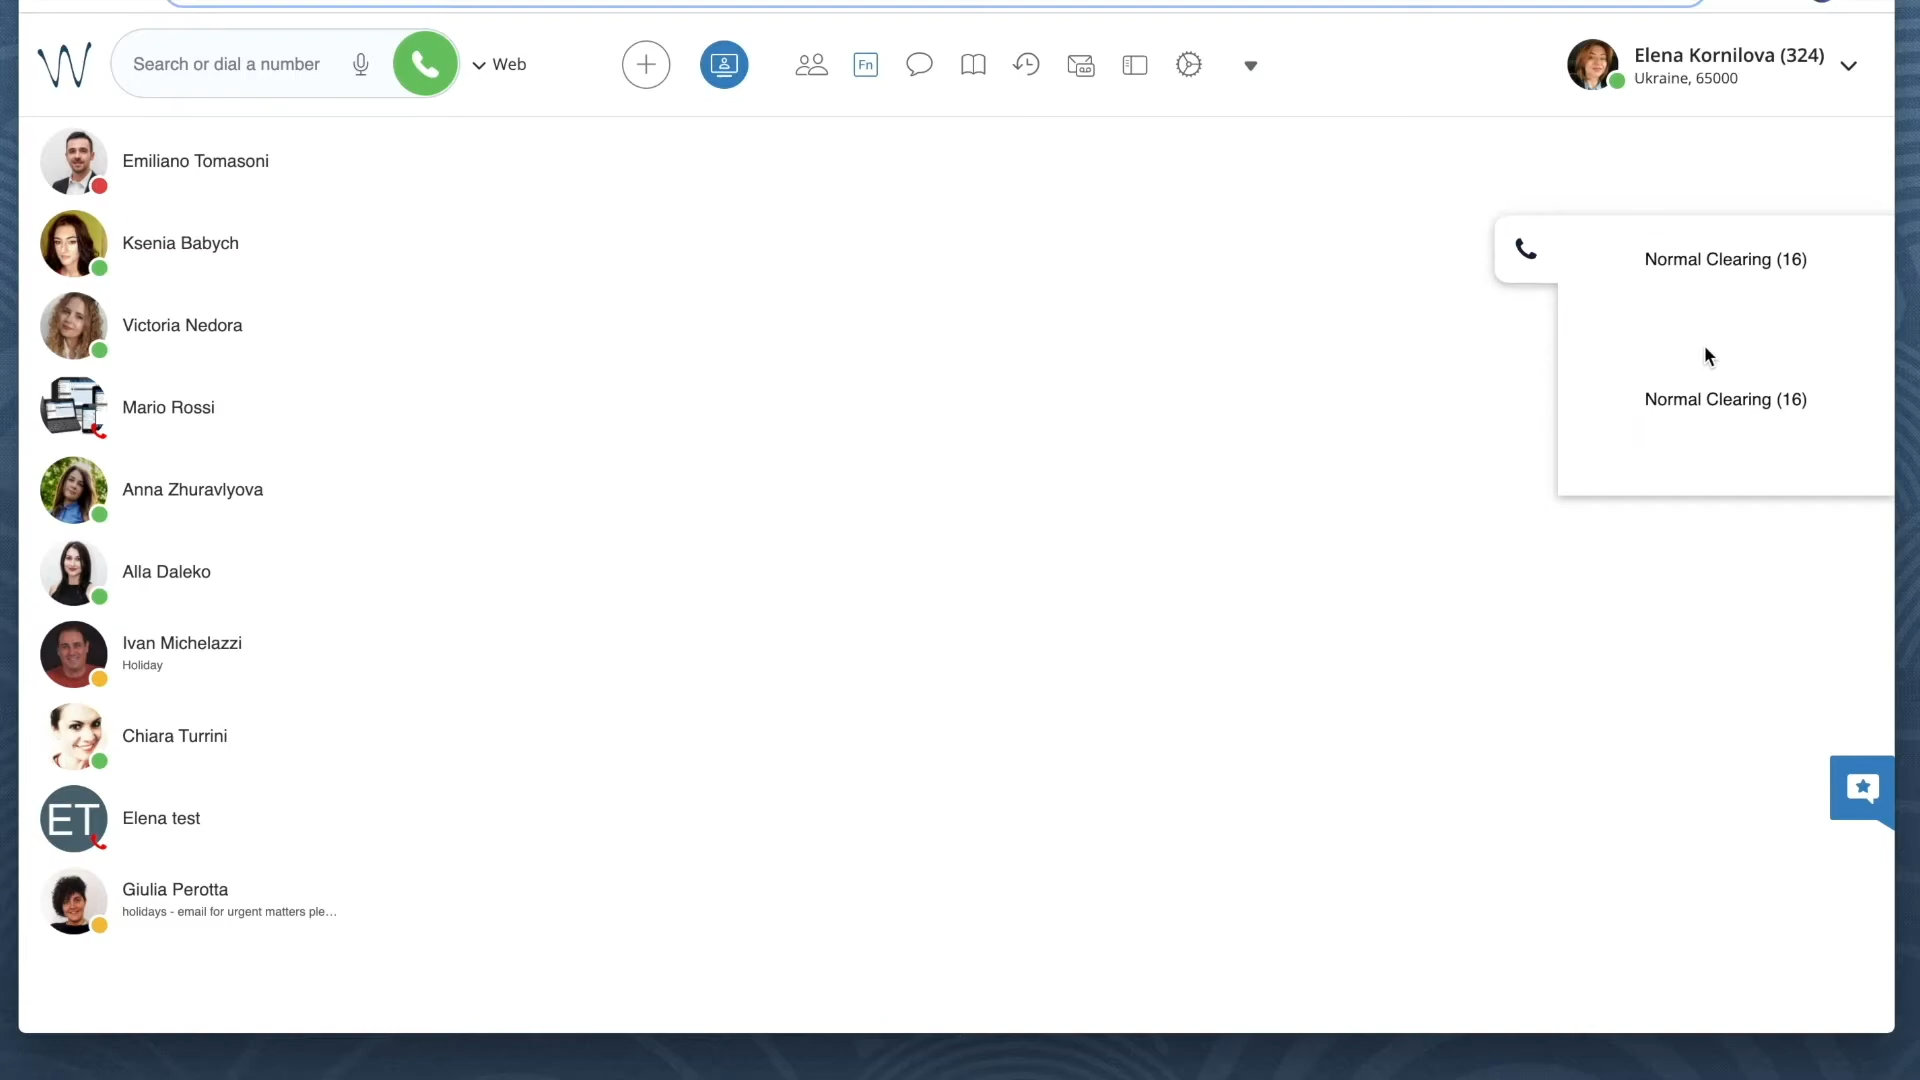 Search or dial a number
Web
Fn
Elena Kornilova (324)
Ukraine, 65000
Emiliano Tomasoni
Ksenia Babych
Victoria Nedora
Mario Rossi
Anna Zhuravlyova
Alla Daleko
Ivan Michelazzi
Holiday
Chiara Turrini
ET
Elena test
Giulia Perotta
holidays - email for urgent matters ple...
Normal Clearing (16)
Normal Clearing (16)